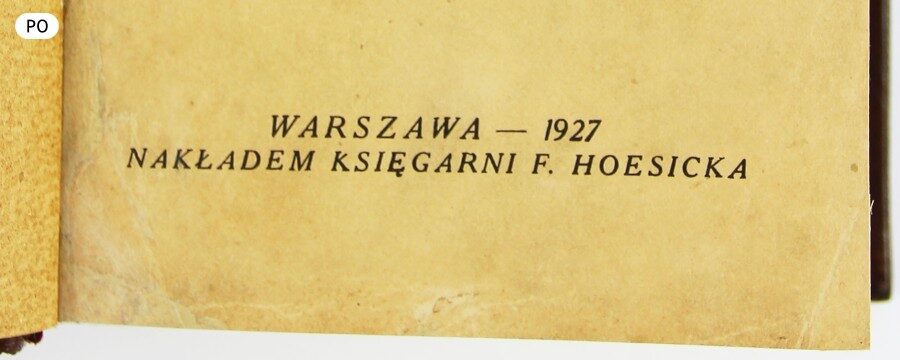 PO
WARSZAWA — 1927
NAKŁADEM KSIĘGARNI F. HOESICKA